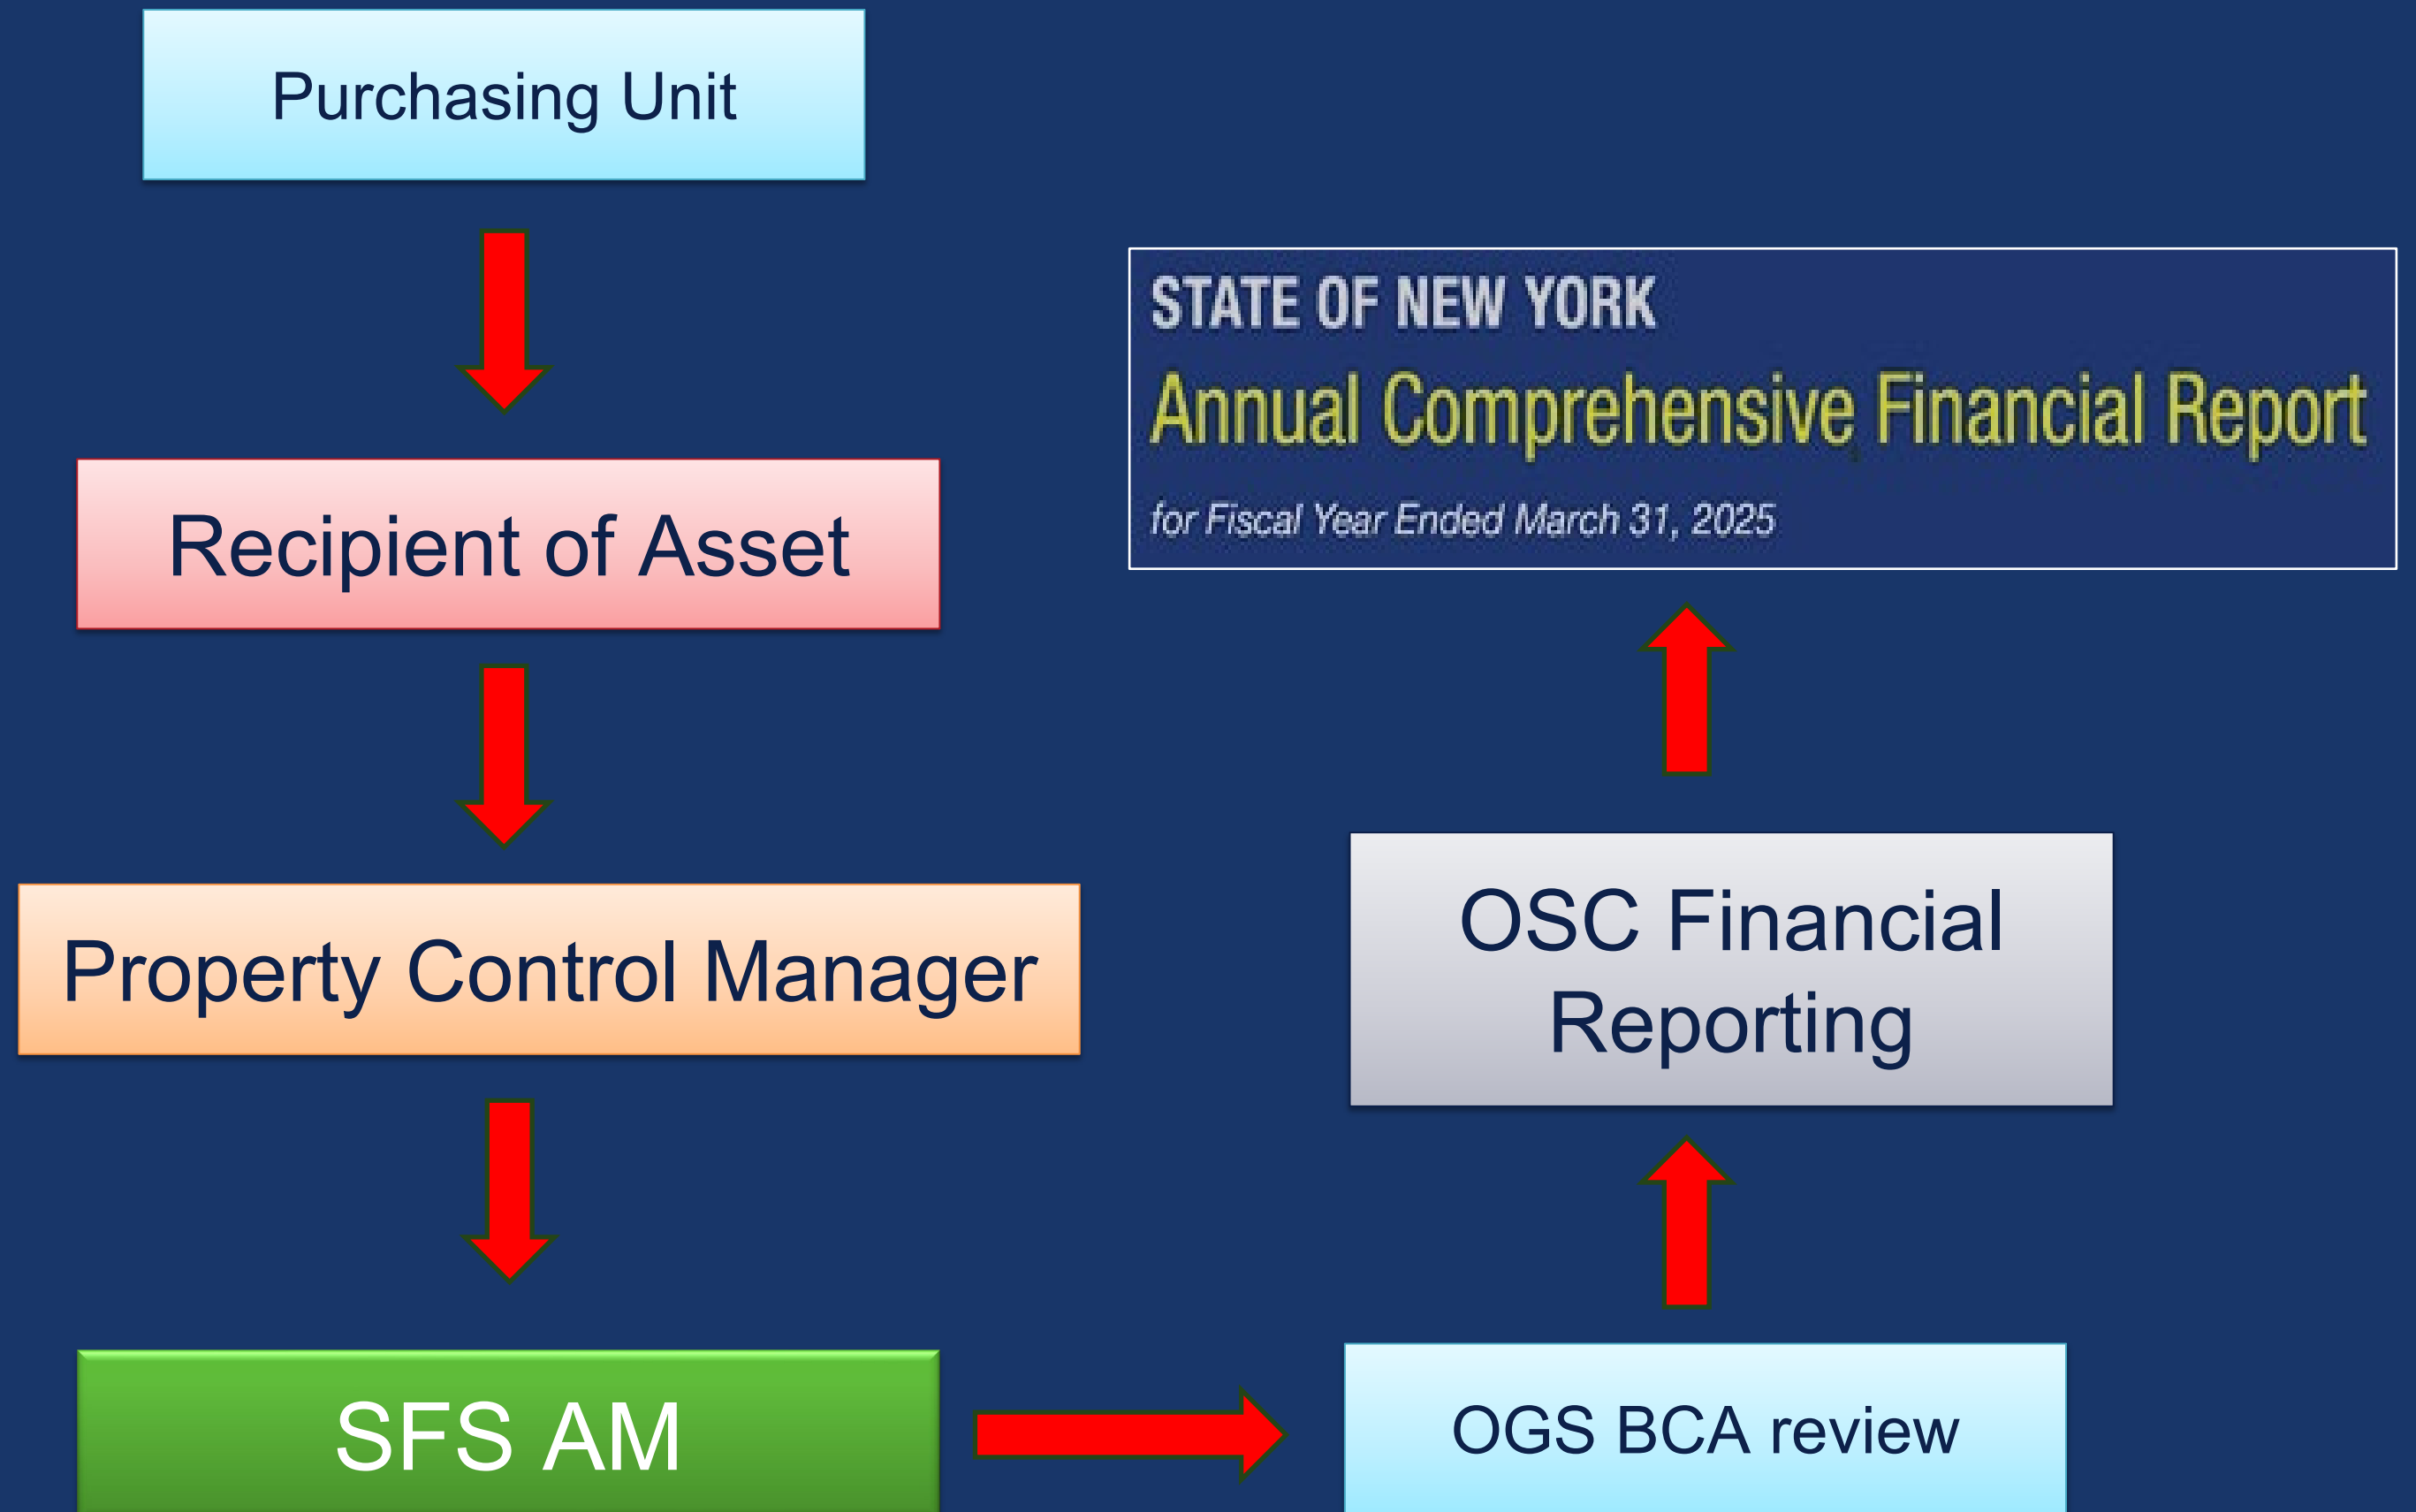 Purchasing Unit
Recipient of Asset
Property Control Manager
SFS AM
OGS BCA review
OSC Financial
Reporting
STATE OF NEW YORK
Annual Comprehensive Financial Report
for Fiscal Year Ended March 31, 2025